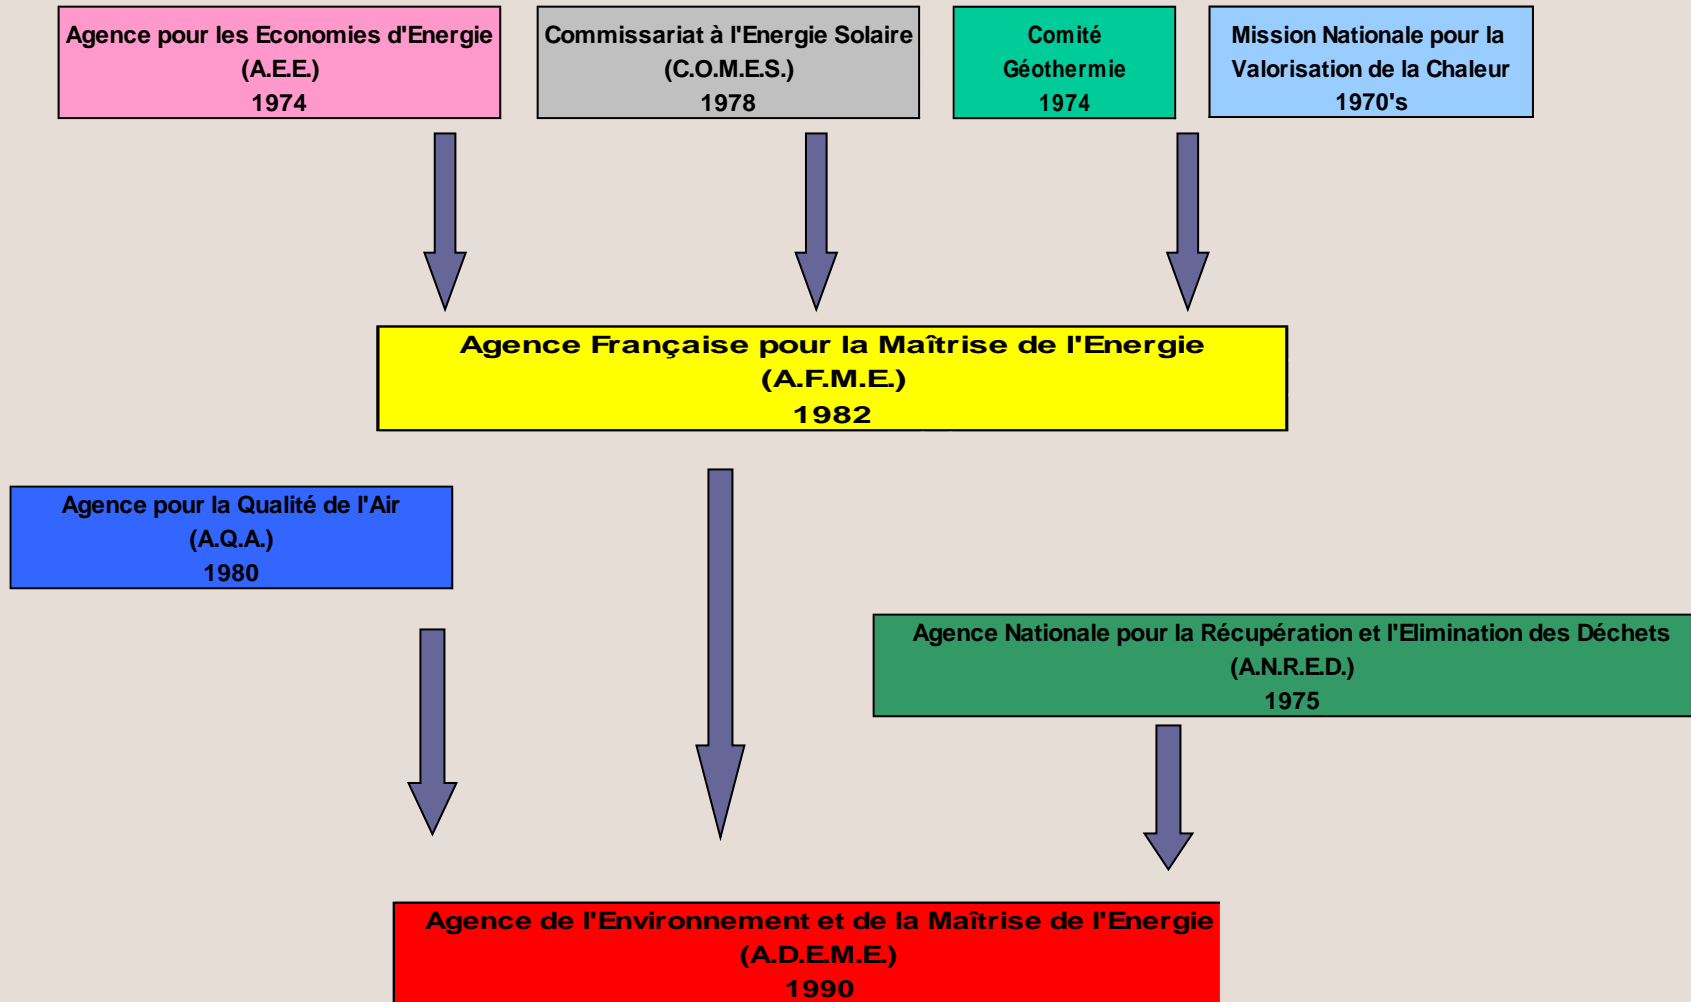 Agence pour les Economies d'Energie
(A.E.E.)
1974
Commissariat à l'Energie Solaire
(C.O.M.E.S.)
1978
Comité
Géothermie
1974
Mission Nationale pour la
Valorisation de la Chaleur
1970's
Agence Française pour la Maîtrise de l'Energie
(A.F.M.E.)
1982
Agence pour la Qualité de l'Air
(A.Q.A.)
1980
Agence Nationale pour la Récupération et l'Elimination des Déchets
(A.N.R.E.D.)
1975
Agence de l'Environnement et de la Maîtrise de l'Energie
(A.D.E.M.E.)
1990